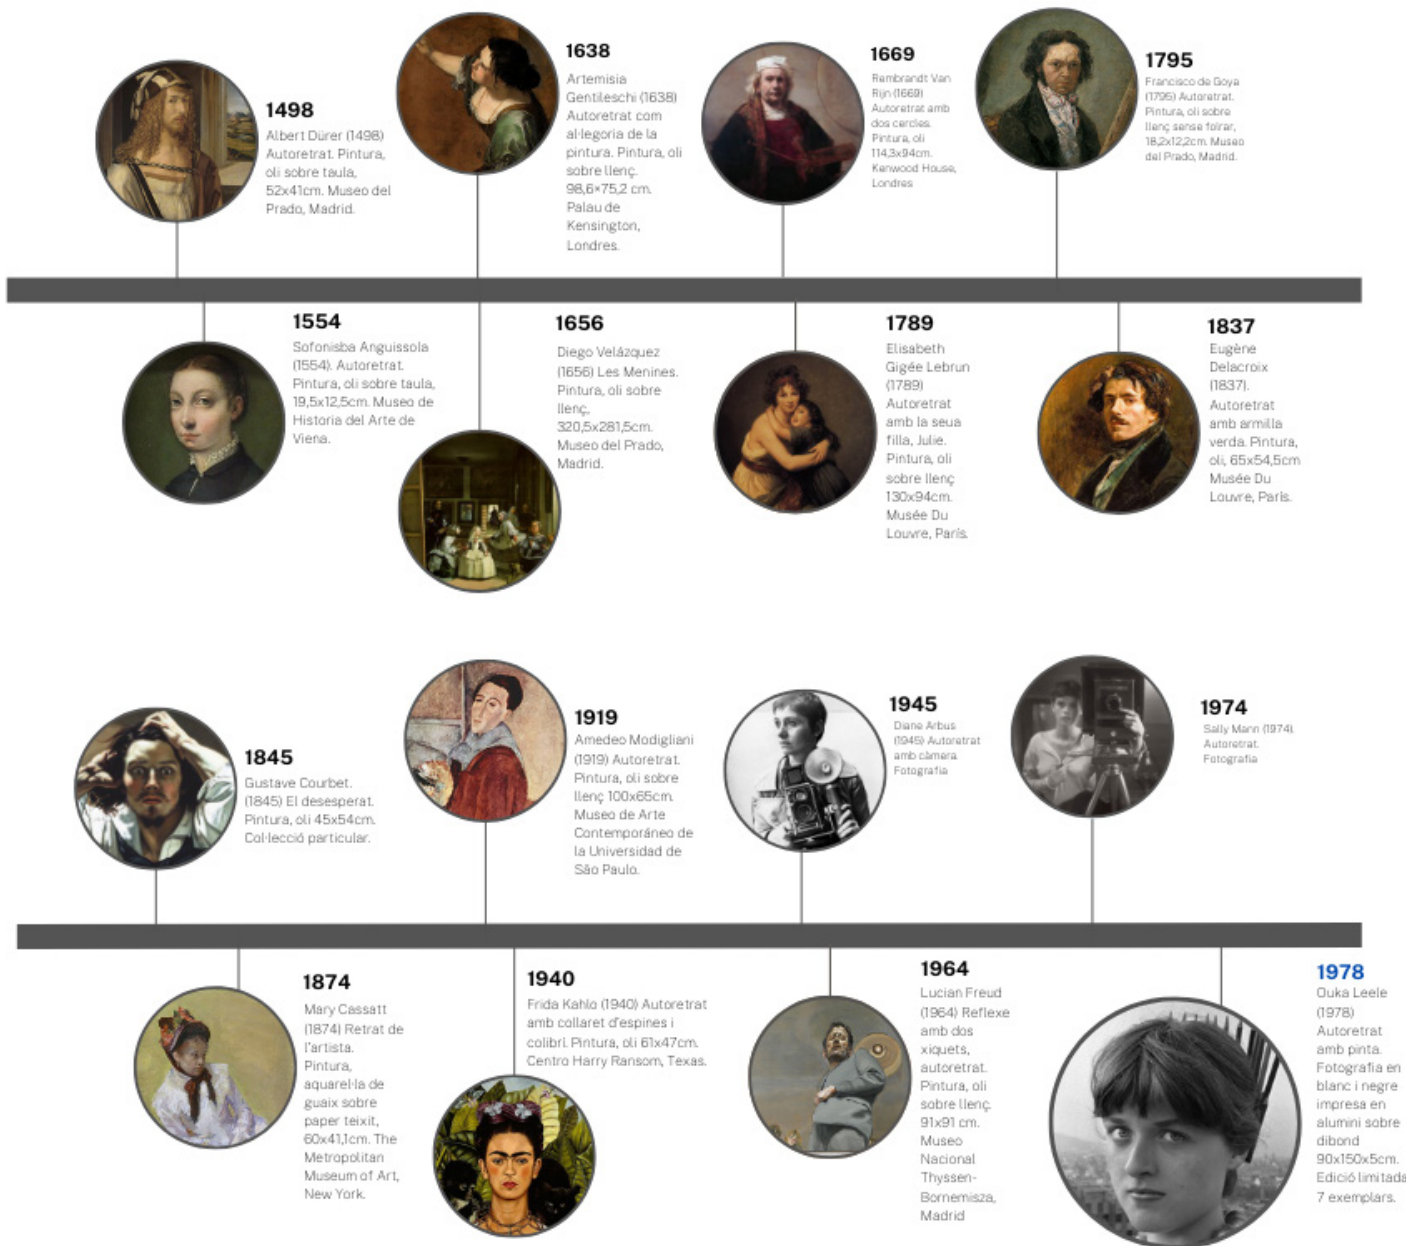 1498
Albert Dürer (1498)
Autoretrat. Pintura,
oli sobre taula,
52x41cm. Museo del
Prado, Madrid.
1638
Artemisia
Gentileschi (1638)
Autoretrat com
al·legoria de la
pintura. Pintura, oli
sobre llenç.
98,6×75,2 cm.
Palau de
Kensington,
Londres.
1669
Rembrandt Van
Rijn (1669)
Autoretrat amb
dos cercles.
Pintura, oli
114,3x94cm.
Kenwood House,
Londres
1795
Francisco de Goya
(1795) Autoretrat.
Pintura, oli sobre
llenç sense folrar,
18,2x12,2cm. Museo
del Prado, Madrid.
1554
Sofonisba Anguissola
(1554). Autoretrat.
Pintura, oli sobre taula,
19,5x12,5cm. Museo de
Historia del Arte de
Viena.
1656
Diego Velázquez
(1656) Les Menines.
Pintura, oli sobre
llenç,
320,5x281,5cm.
Museo del Prado,
Madrid.
1789
Elisabeth
Gigée Lebrun
(1789)
Autoretrat
amb la seua
filla, Julie.
Pintura, oli
sobre llenç
130x94cm.
Musée Du
Louvre, París.
1837
Eugène
Delacroix
(1837).
Autoretrat
amb armilla
verda. Pintura,
oli, 65x54,5cm
Musée Du
Louvre, París.
1845
Gustave Courbet.
(1845) El desesperat.
Pintura, oli 45x54cm.
Col·lecció particular.
1919
Amedeo Modigliani
(1919) Autoretrat.
Pintura, oli sobre
llenç 100x65cm.
Museo de Arte
Contemporáneo de
la Universidad de
São Paulo.
1945
Diane Arbus
(1945) Autoretrat
amb càmera.
Fotografia
1974
Sally Mann (1974).
Autoretrat.
Fotografia
1874
Mary Cassatt
(1874) Retrat de
l'artista.
Pintura,
aquarel·la de
guaix sobre
paper teixit,
60x41,1cm. The
Metropolitan
Museum of Art,
New York.
1940
Frida Kahlo (1940) Autoretrat
amb collaret d'espines i
colibrí. Pintura, oli 61x47cm.
Centro Harry Ransom, Texas.
1964
Lucian Freud
(1964) Reflexe
amb dos
xiquets,
autoretrat.
Pintura, oli
sobre llenç.
91x91 cm.
Museo
Nacional
Thyssen-
Bornemisza,
Madrid
1978
Ouka Leele
(1978)
Autoretrat
amb pinta.
Fotografia en
blanc i negre
impresa en
alumini sobre
dibond
90x150x5cm.
Edició limitada
7 exemplars.